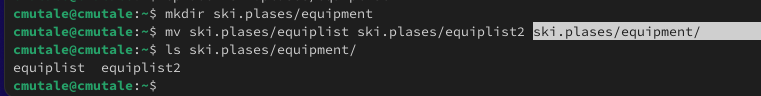 cmutale@cmutale:~$ mkdir ski.plases/equipment
cmutale@cmutale:~$ mv ski.plases/equiplist ski.plases/equiplist2 ski.plases/equipment/
cmutale@cmutale:~$ ls ski.plases/equipment/
equiplist  equiplist2
cmutale@cmutale:~$